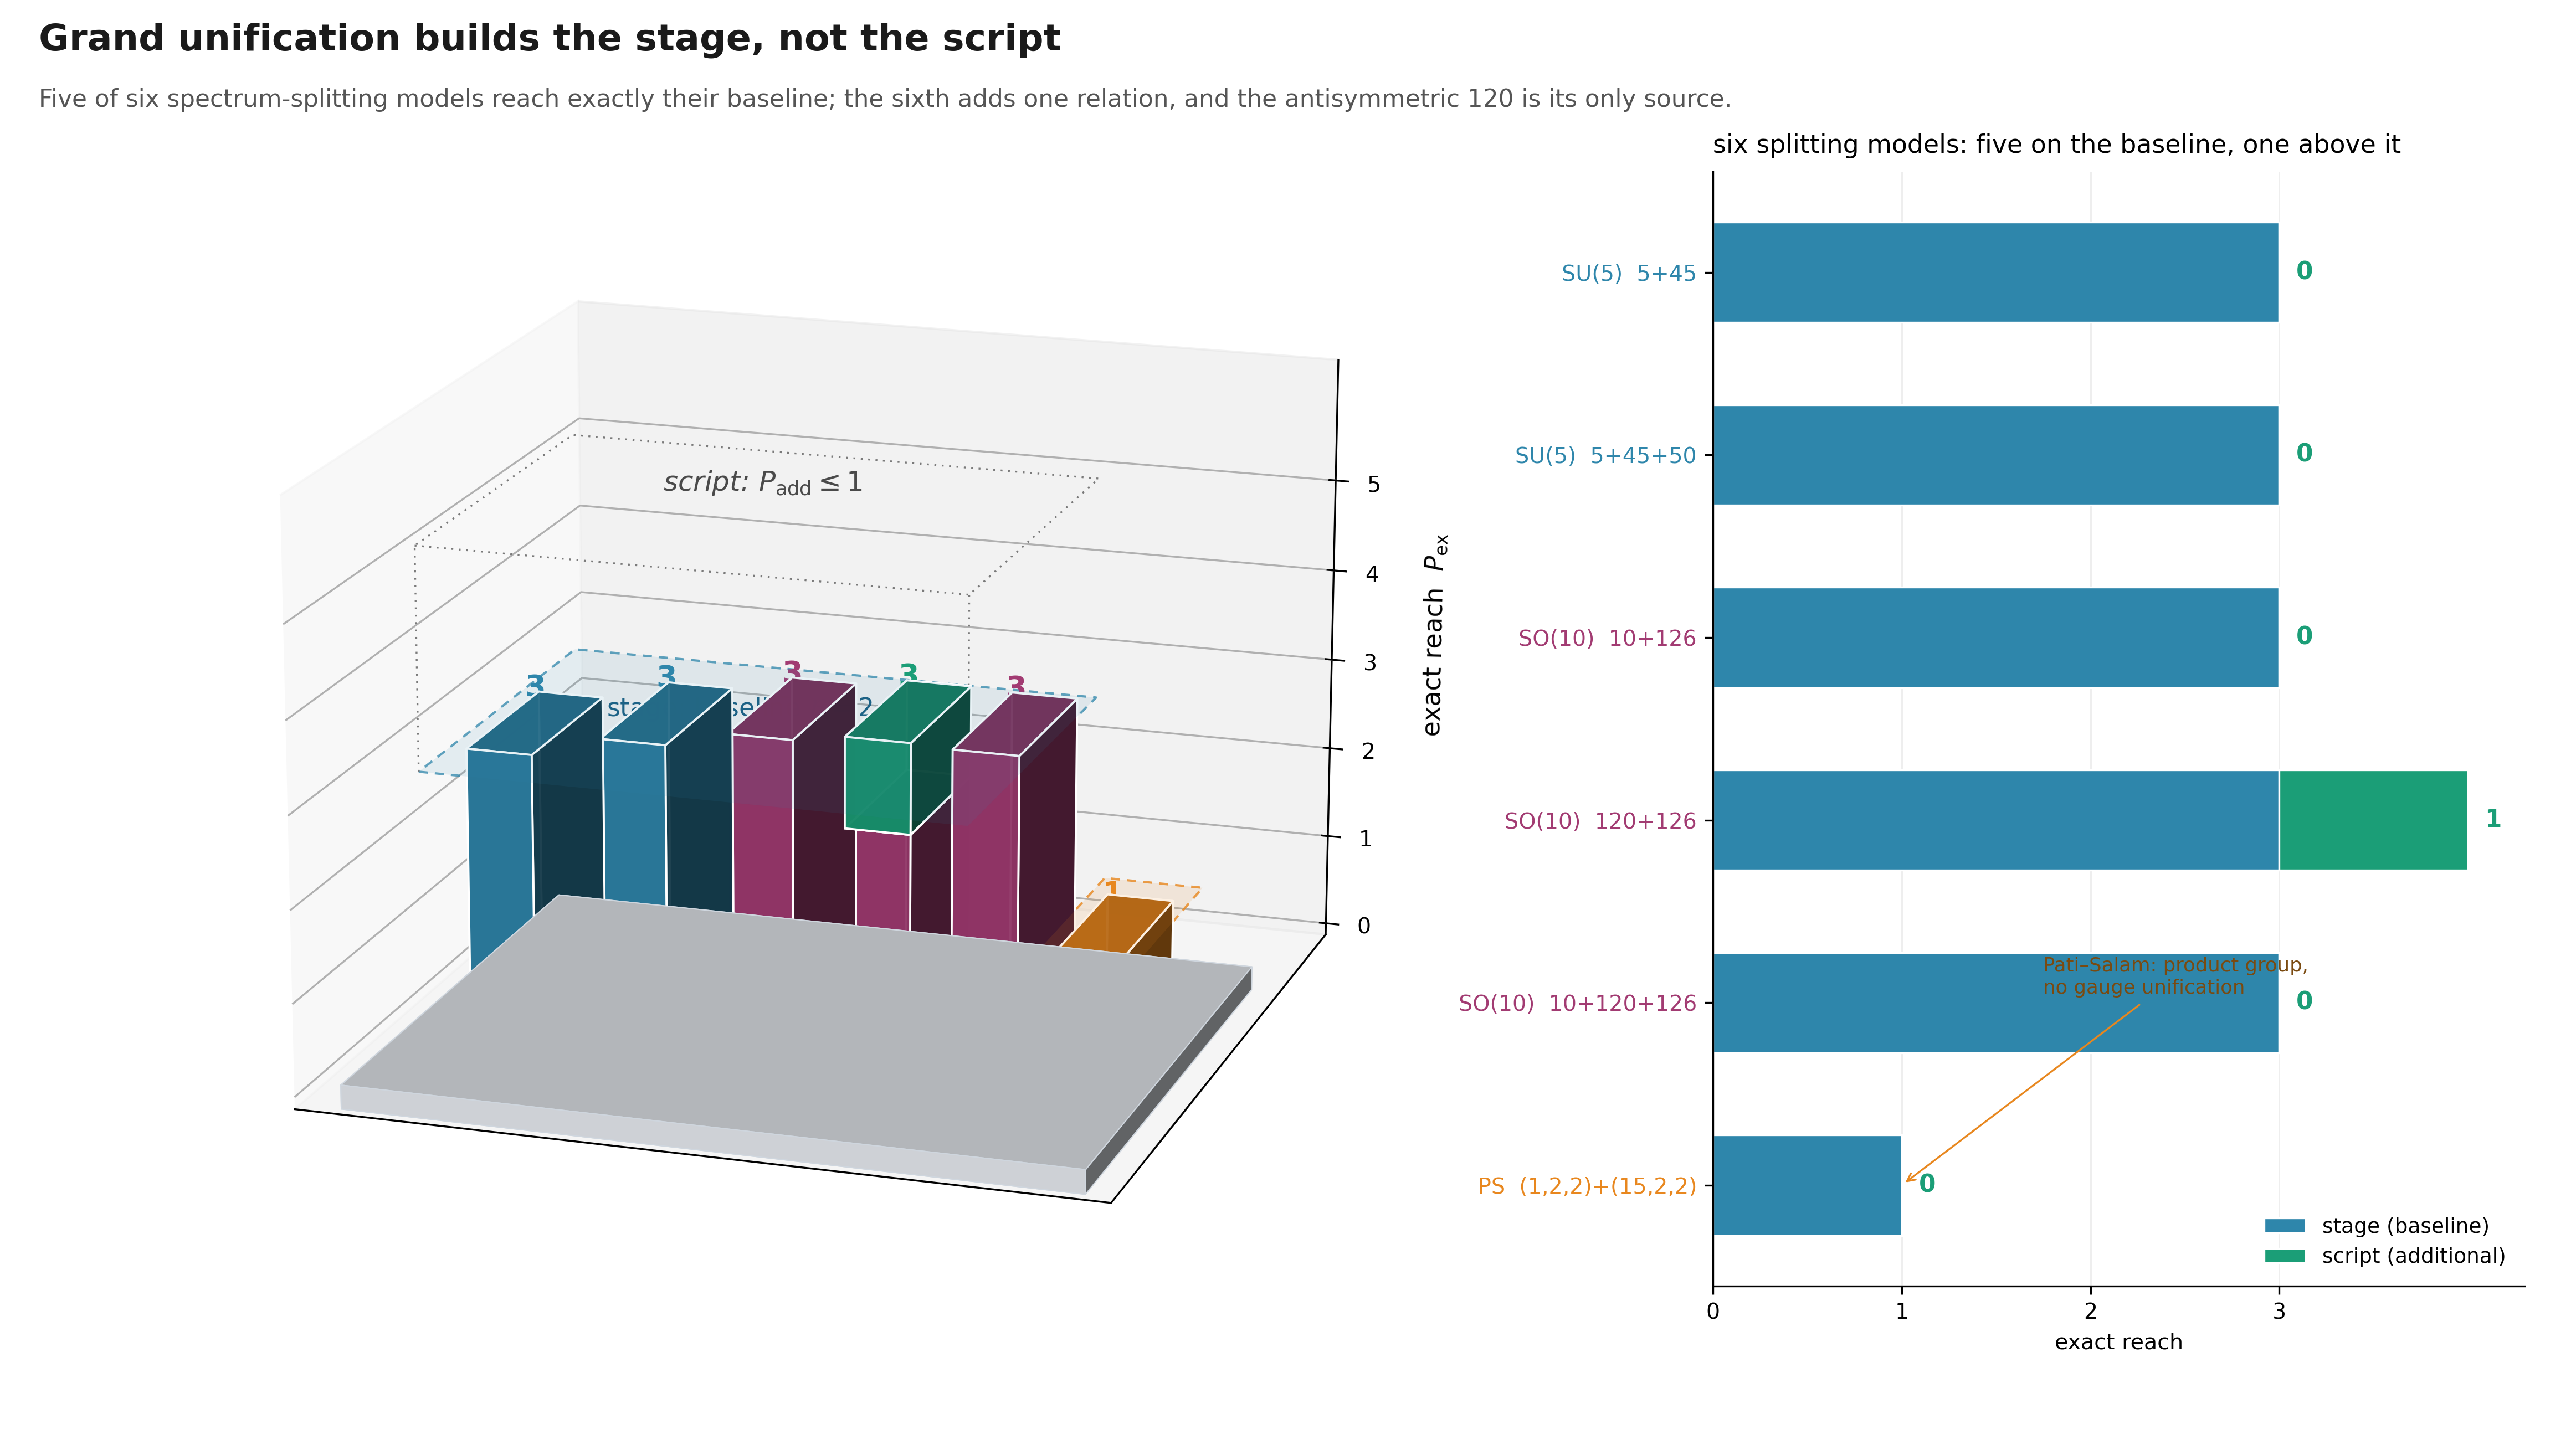 Grand unification builds the stage, not the script
Five of six spectrum-splitting models reach exactly their baseline; the sixth adds one relation, and the antisymmetric 120 is its only source.
script: P_add ≤ 1
3
3
3
3
3
2
1
5
4
3
2
1
0
exact reach P_ex
six splitting models: five on the baseline, one above it
SU(5) 5+45
0
SU(5) 5+45+50
0
SO(10) 10+126
0
SO(10) 120+126
1
SO(10) 10+120+126
Pati–Salam: product group,
no gauge unification
0
PS (1,2,2)+(15,2,2)
0
stage (baseline)
script (additional)
0 1 2 3
exact reach